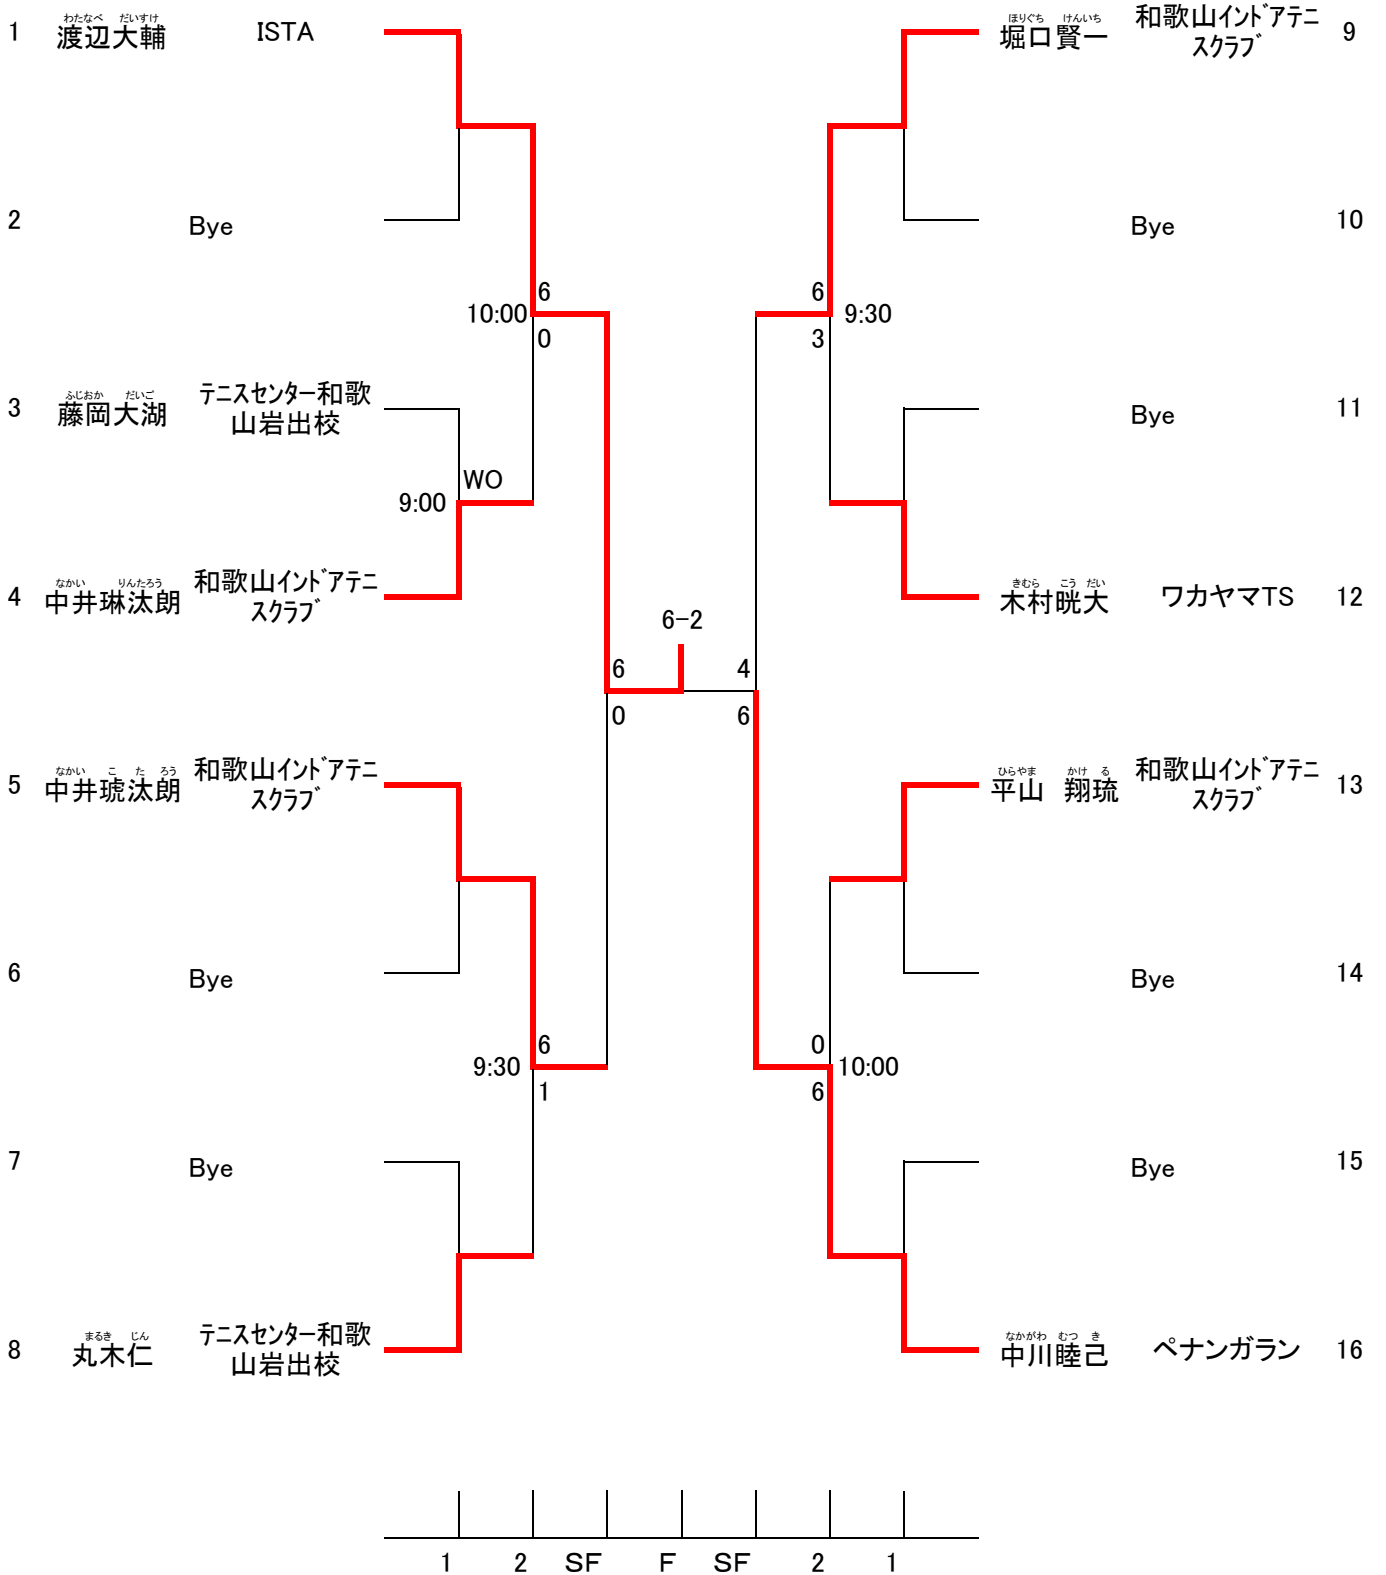 1 渡辺大輔 わたなべ だいすけ ISTA
2 Bye
10:00 6
0
3 藤岡大湖 ふじおか だいご テニスセンター和歌
山岩出校
WO
9:00
4 中井琳汰朗 なかい りんたろう 和歌山インドアテニ
スクラブ
6-2
6 4
0 6
5 中井琥汰朗 なかい こ た ろう 和歌山インドアテニ
スクラブ
6 Bye
9:30 6
1
7 Bye
8 丸木仁 まるき じん テニスセンター和歌
山岩出校
堀口賢一 ほりぐち けんいち 和歌山インドアテニ
スクラブ 9
Bye 10
6 9:30
3
Bye 11
木村晄大 きむら こう だい ワカヤマTS 12
平山 翔琉 ひらやま かけ る 和歌山インドアテニ
スクラブ 13
Bye 14
0 10:00
6
Bye 15
中川睦己 なかがわ むつ き ペナンガラン 16
1 2 SF F SF 2 1